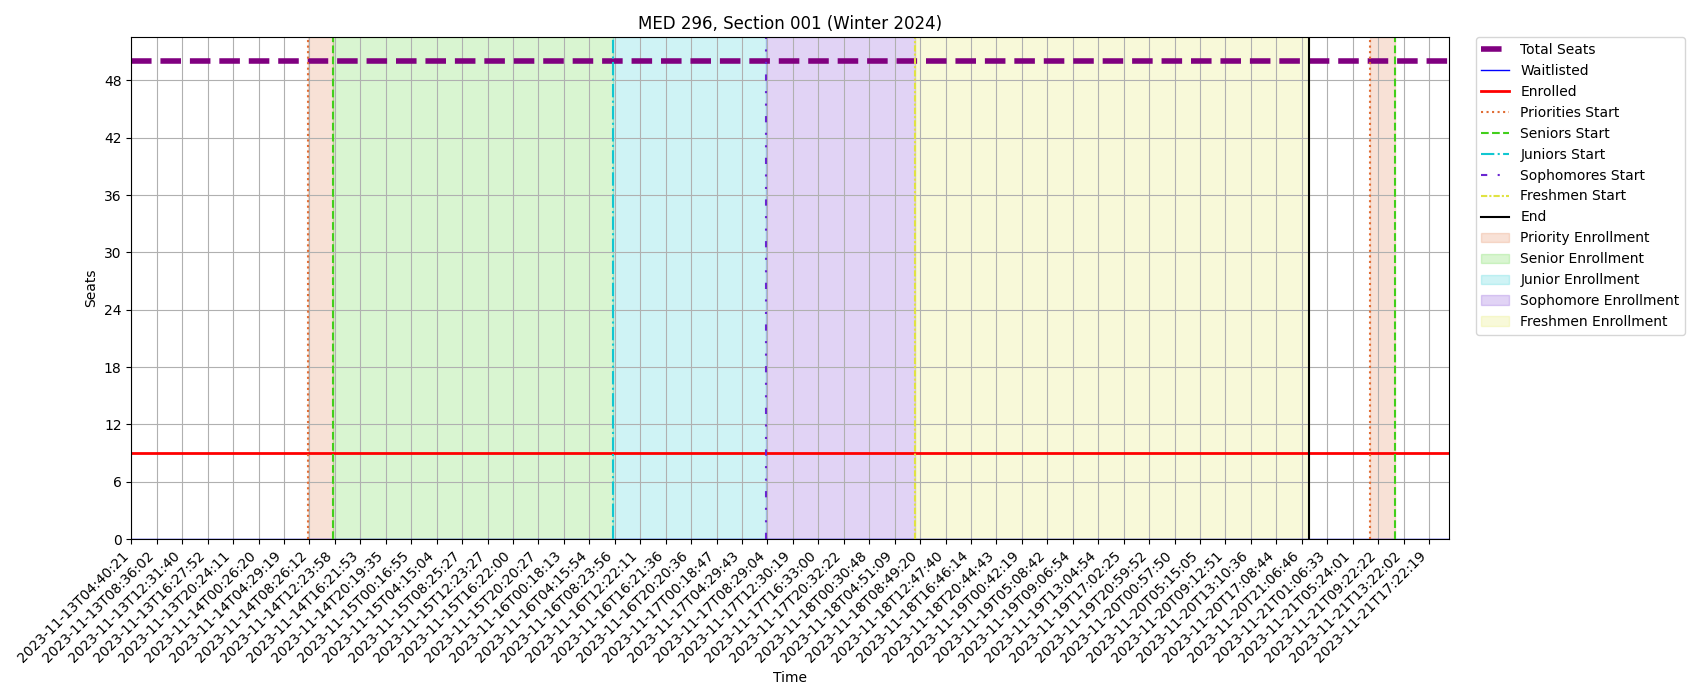 MED 296, Section 001 (Winter 2024)
Seats
48
42
36
30
24
18
12
6
0
2023-11-13T04:40:21
2023-11-13T08:36:02
2023-11-13T12:31:40
2023-11-13T16:27:52
2023-11-13T20:24:11
2023-11-14T00:26:20
2023-11-14T04:29:19
2023-11-14T08:26:12
2023-11-14T12:23:58
2023-11-14T16:21:53
2023-11-14T20:19:35
2023-11-15T00:16:55
2023-11-15T04:15:04
2023-11-15T08:25:27
2023-11-15T12:23:27
2023-11-15T16:22:00
2023-11-15T20:20:27
2023-11-16T00:18:13
2023-11-16T04:15:54
2023-11-16T08:23:56
2023-11-16T12:22:11
2023-11-16T16:21:36
2023-11-16T20:20:36
2023-11-17T00:18:47
2023-11-17T04:29:43
2023-11-17T08:29:04
2023-11-17T12:30:19
2023-11-17T16:33:00
2023-11-17T20:32:22
2023-11-18T00:30:48
2023-11-18T04:51:09
2023-11-18T08:49:20
2023-11-18T12:47:40
2023-11-18T16:46:14
2023-11-18T20:44:43
2023-11-19T00:42:19
2023-11-19T05:08:42
2023-11-19T09:06:54
2023-11-19T13:04:54
2023-11-19T17:02:25
2023-11-19T20:59:52
2023-11-20T00:57:50
2023-11-20T05:15:05
2023-11-20T09:12:51
2023-11-20T13:10:36
2023-11-20T17:08:44
2023-11-20T21:06:46
2023-11-21T01:06:33
2023-11-21T05:24:01
2023-11-21T09:22:22
2023-11-21T13:22:02
2023-11-21T17:22:19
Time
Total Seats
Waitlisted
Enrolled
Priorities Start
Seniors Start
Juniors Start
Sophomores Start
Freshmen Start
End
Priority Enrollment
Senior Enrollment
Junior Enrollment
Sophomore Enrollment
Freshmen Enrollment